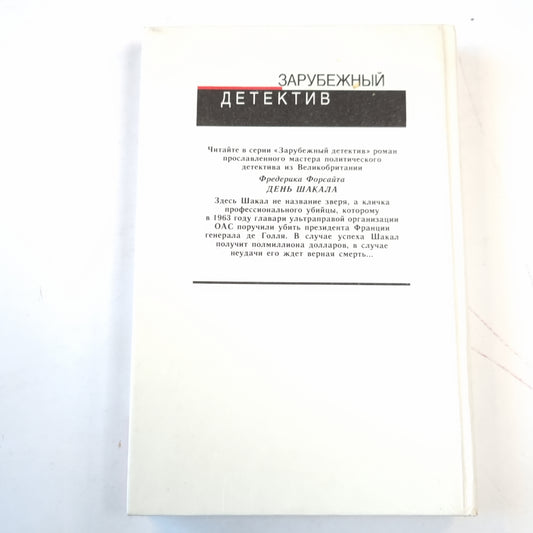 ЗАРУБЕЖНЫЙ
ДЕТЕКТИВ
Читайте в серии «Зарубежный детектив» роман
прославленного мастера политического
детектива из Великобритании
Фредерика Форсайта
ДЕНЬ ШАКАЛА
Здесь Шакал не название зверя, а кличка
профессионального убийцы, которому
в 1963 году главари ультраправой организации
ОАС поручили убить президента Франции
генерала де Голля. В случае успеха Шакал
получит полмиллиона долларов, в случае
неудачи его ждет верная смерть...